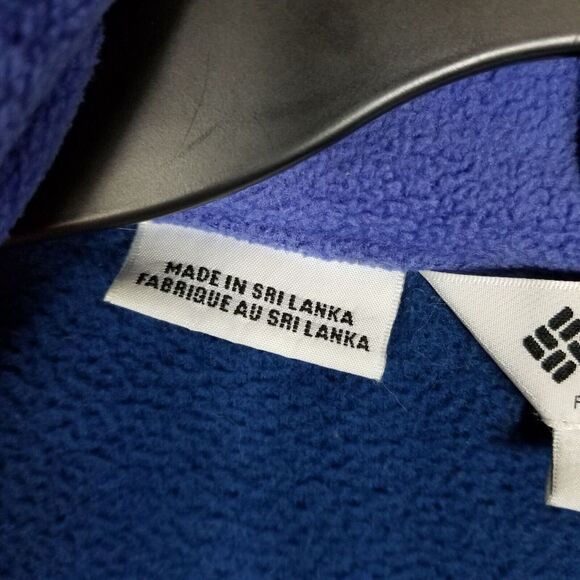 MADE IN SRI LANKA
FABRIQUE AU SRI LANKA
F